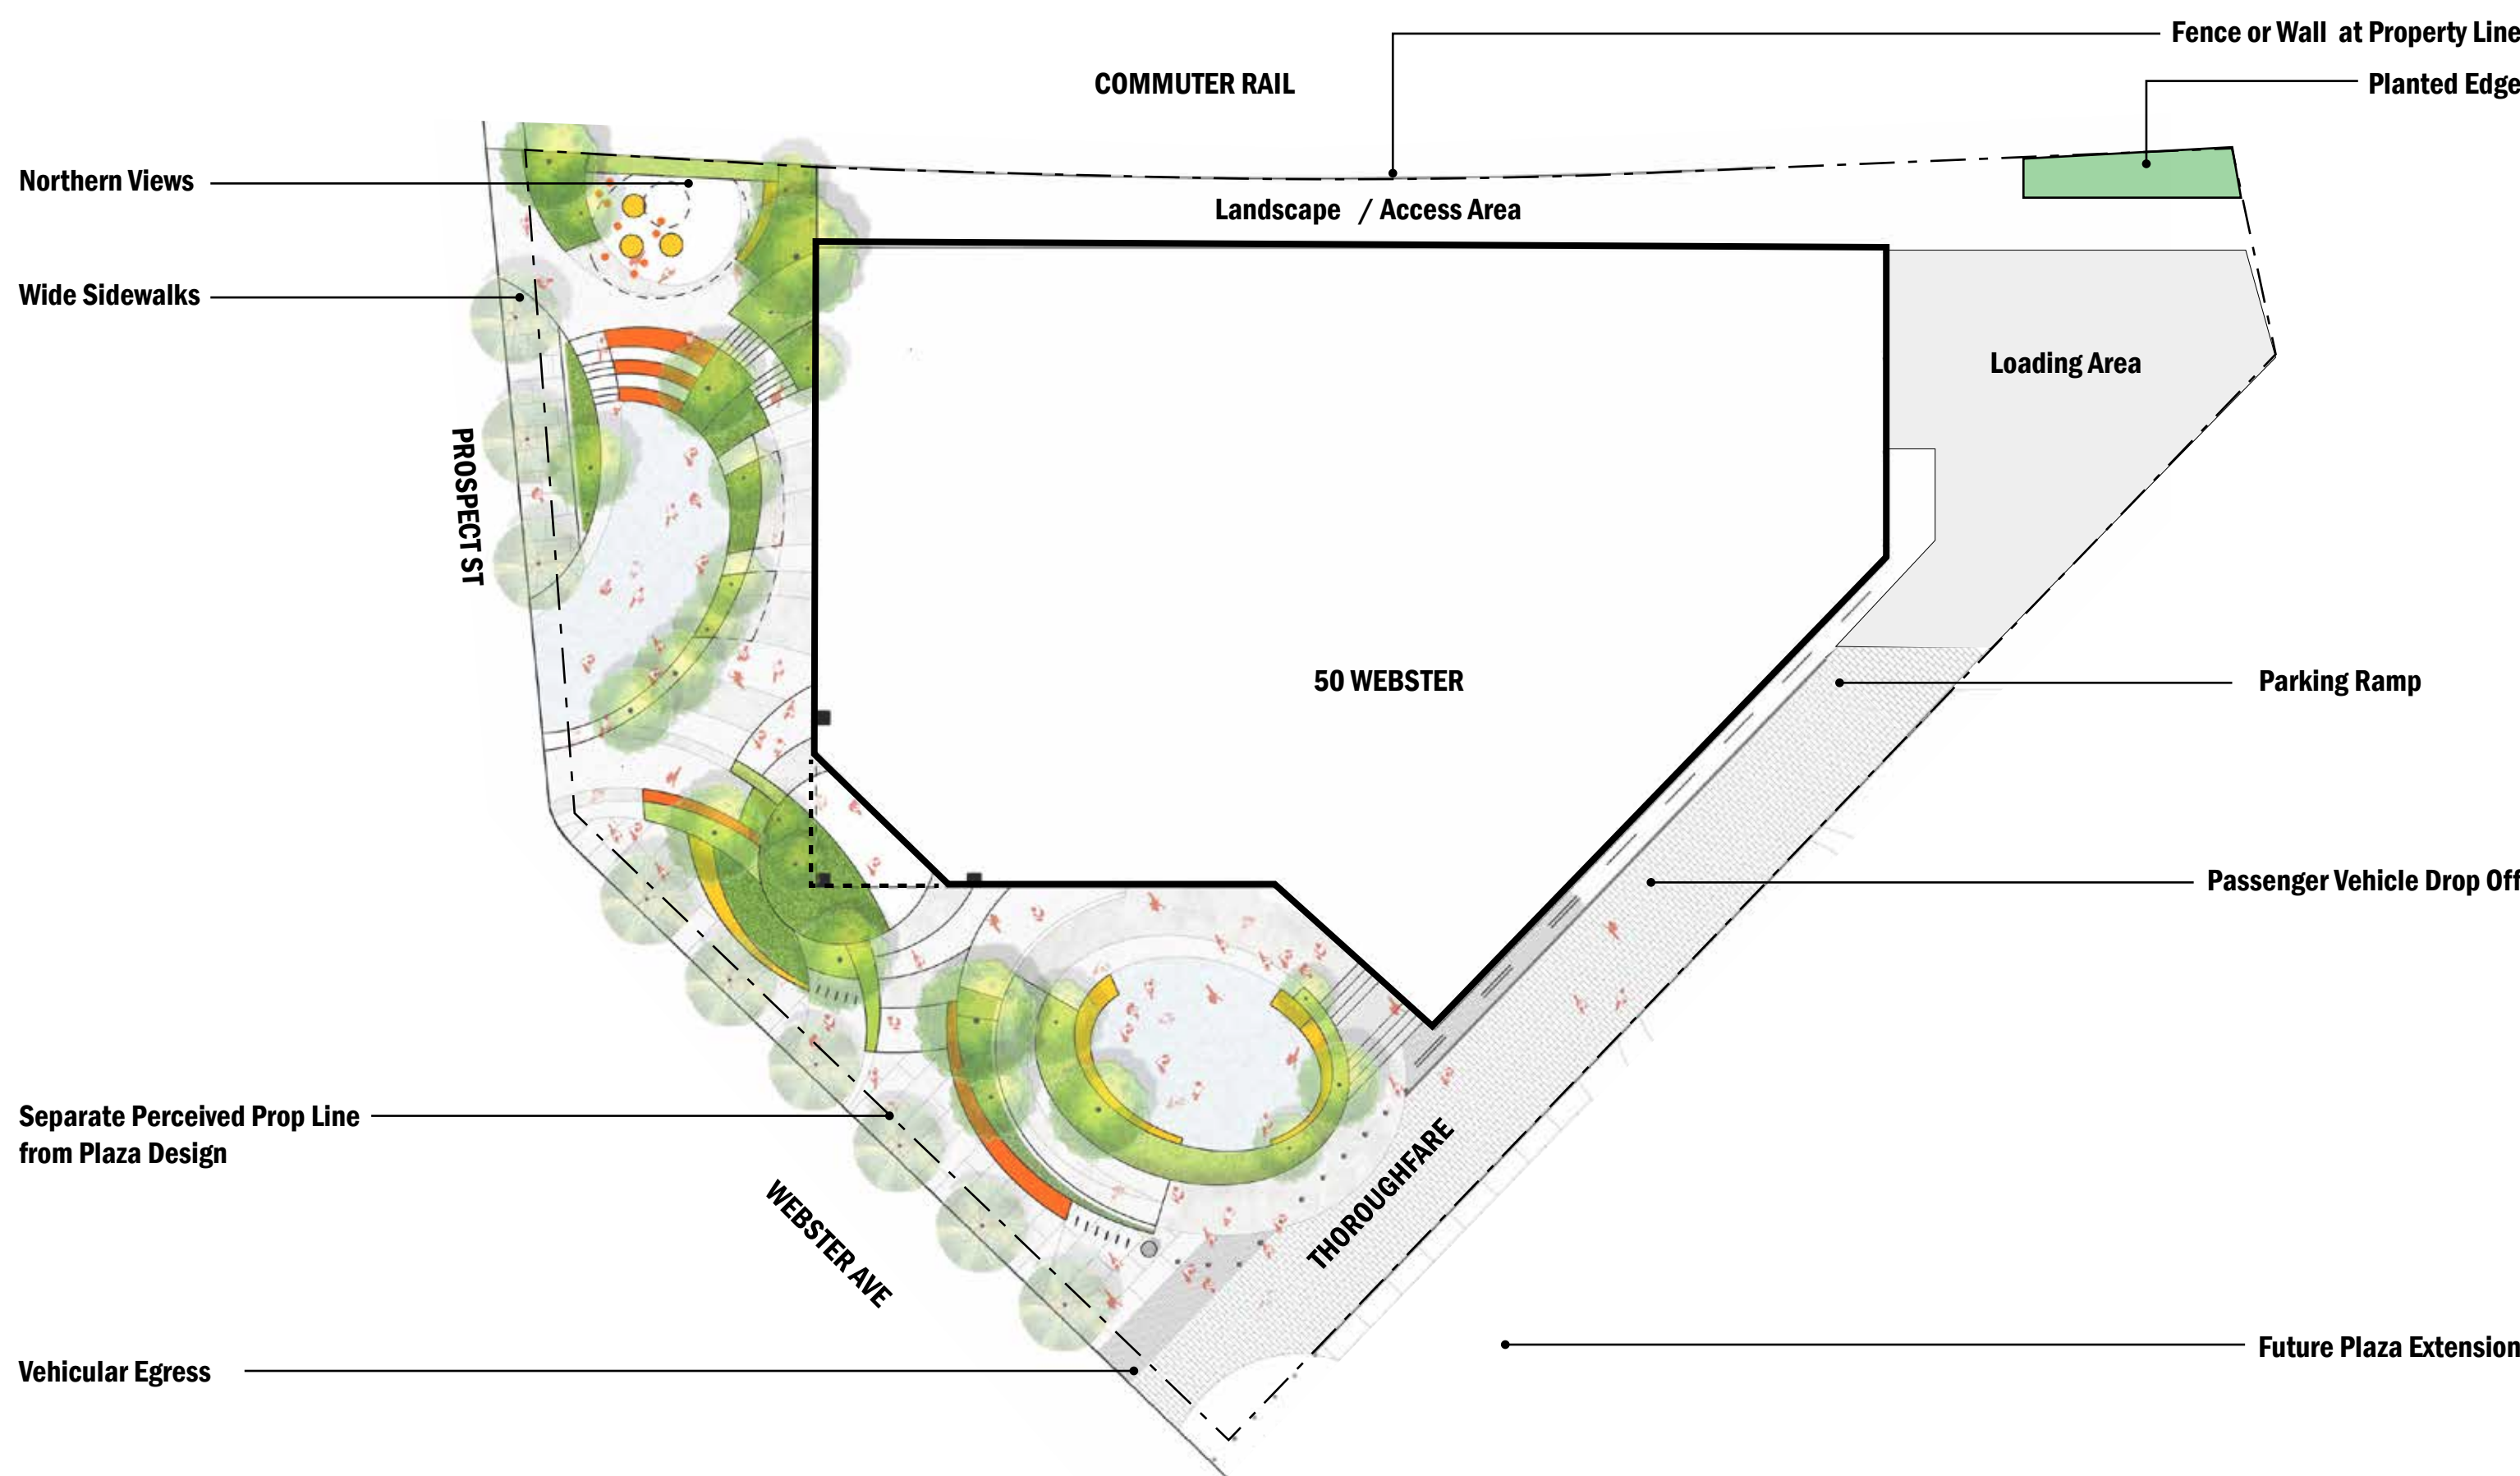 Fence or Wall at Property Line
COMMUTER RAIL
Planted Edge
Northern Views
Landscape / Access Area
Wide Sidewalks
Loading Area
PROSPECT ST
50 WEBSTER
Parking Ramp
Passenger Vehicle Drop Off
Separate Perceived Prop Line
from Plaza Design
THOROUGHFARE
WEBSTER AVE
Future Plaza Extension
Vehicular Egress